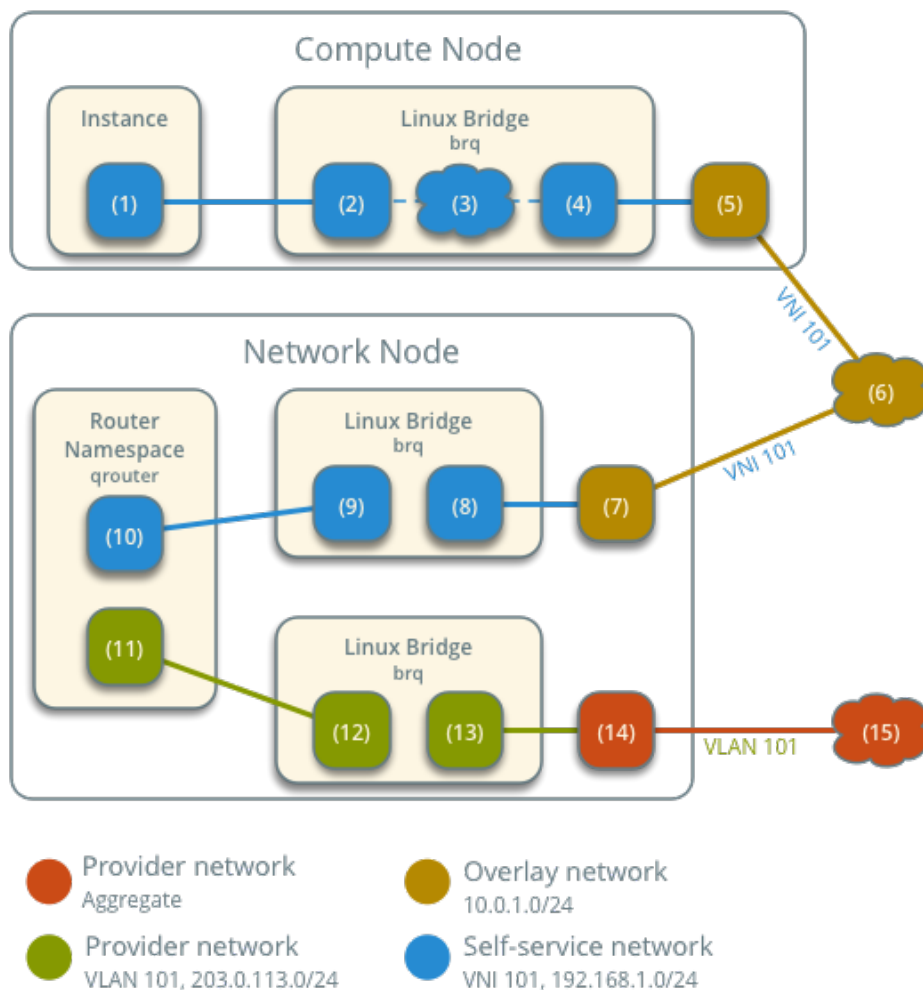 Compute Node
Instance
Linux Bridge
brq
(1)
(2)
(3)
(4)
(5)
VNI 101
Network Node
(6)
Router
Namespace
qrouter
Linux Bridge
brq
VNI 101
(9)
(8)
(7)
(10)
(11)
Linux Bridge
brq
(12)
(13)
(14)
VLAN 101
(15)
Provider network
Aggregate
Overlay network
10.0.1.0/24
Provider network
VLAN 101, 203.0.113.0/24
Self-service network
VNI 101, 192.168.1.0/24